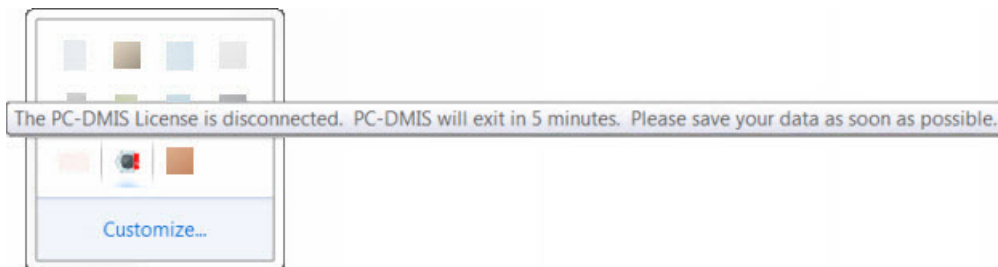 The PC-DMIS License is disconnected. PC-DMIS will exit in 5 minutes. Please save your data as soon as possible.
Customize...